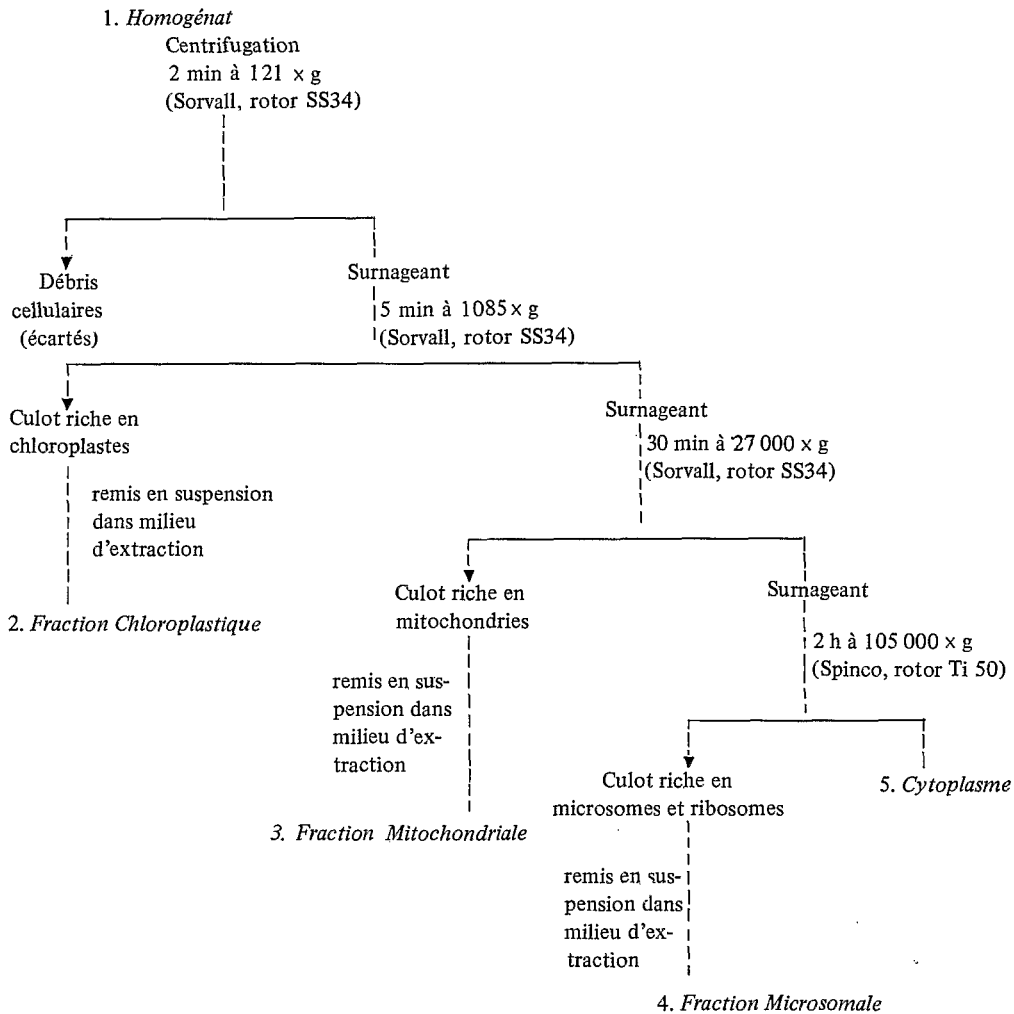 1. Homogénat
Centrifugation
2 min à 121 × g
(Sorvall, rotor SS34)
Débris
cellulaires
(écartés)
Surnageant
5 min à 1085 × g
(Sorvall, rotor SS34)
Culot riche en
chloroplastes
remis en suspension
dans milieu
d'extraction
2. Fraction Chloroplastique
Surnageant
30 min à 27 000 × g
(Sorvall, rotor SS34)
Culot riche en
mitochondries
remis en sus-
pension dans
milieu d'ex-
traction
3. Fraction Mitochondriale
Surnageant
2 h à 105 000 × g
(Spinco, rotor Ti 50)
Culot riche en
microsomes et ribosomes
remis en sus-
pension dans
milieu d'ex-
traction
4. Fraction Microsomale
5. Cytoplasme